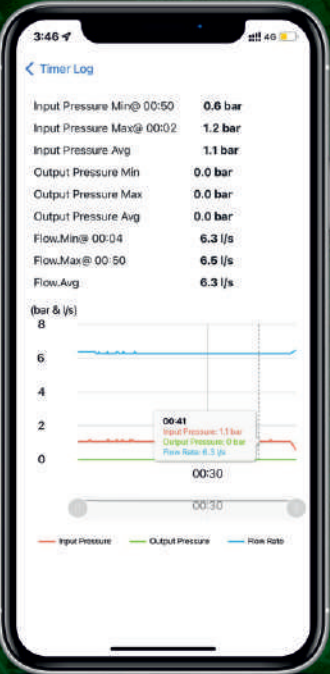 3:46
4G
Timer Log
Input Pressure Min@ 00:50 0.6 bar
Input Pressure Max@ 00:02 1.2 bar
Input Pressure Avg 1.1 bar
Output Pressure Min 0.0 bar
Output Pressure Max 0.0 bar
Output Pressure Avg 0.0 bar
Flow.Min@ 00:04 6.3 l/s
Flow.Max@ 00:50 6.5 l/s
Flow.Avg 6.3 l/s
(bar & l/s)
8
6
4
2
0
00:41
Input Pressure: 1.1 bar
Output Pressure: 0 bar
Flow Rate: 6.3 l/s
00:30
00:30
Input Pressure Output Pressure Flow Rate